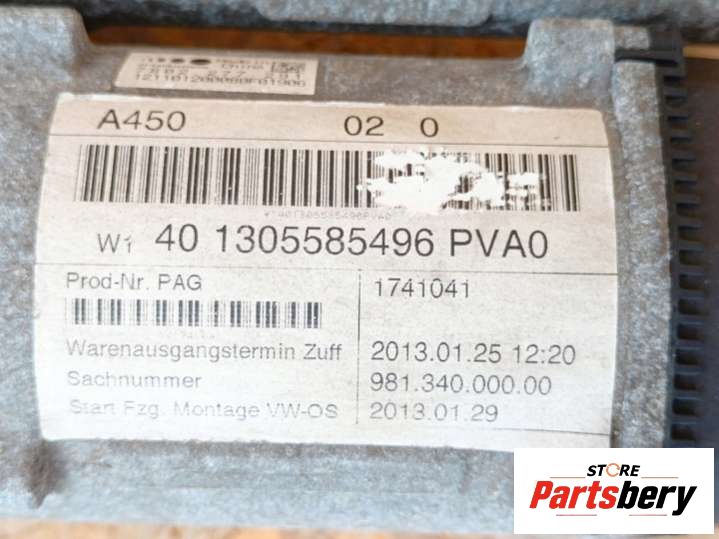 A450 02 0
*1401305585496PVA0*
W1 40 1305585496 PVA0
Prod-Nr. PAG 1741041
Warenausgangstermin Zuff 2013.01.25 12:20
Sachnummer 981.340.000.00
Start Fzg. Montage VW-OS 2013.01.29
STORE
Partsbery